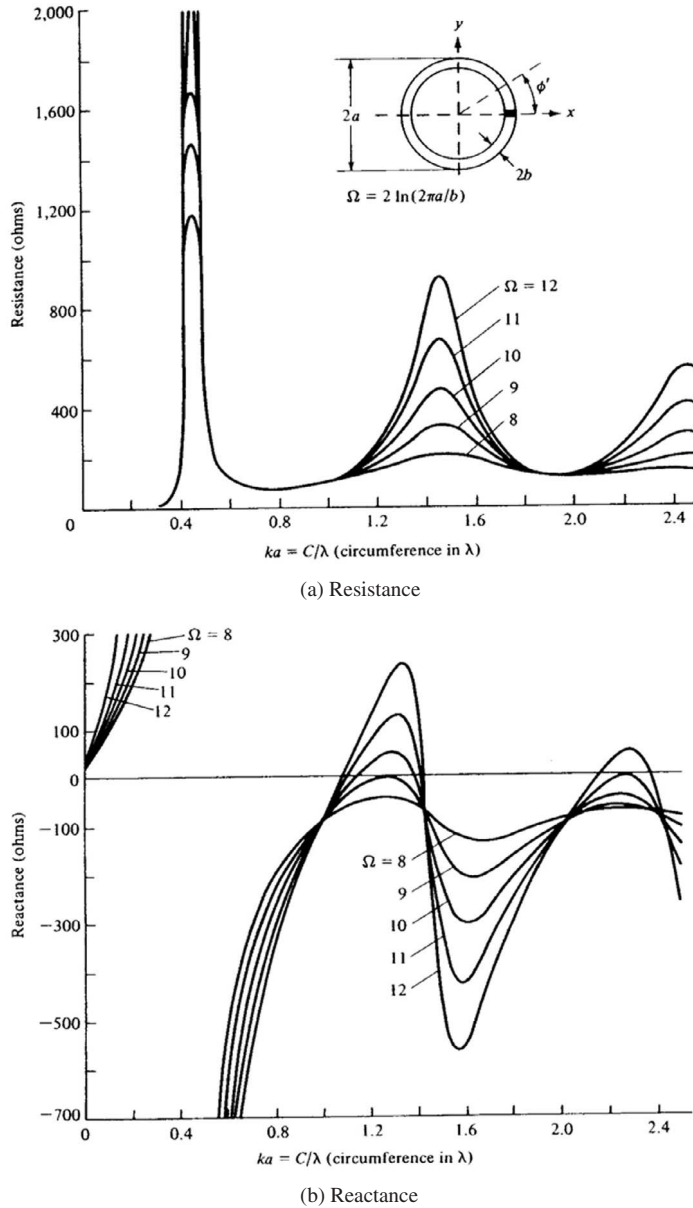 2,000
1,600
1,200
800
400
0
Resistance (ohms)
y
x
ϕ′
2a
2b
Ω = 2 ln(2πa/b)
Ω = 12
11
10
9
8
0.4 0.8 1.2 1.6 2.0 2.4
ka = C/λ (circumference in λ)
(a) Resistance
300
100
0
−100
−300
−500
−700
Reactance (ohms)
Ω = 8
9
10
11
12
Ω = 8
9
10
11
12
0 0.4 0.8 1.2 1.6 2.0 2.4
ka = C/λ (circumference in λ)
(b) Reactance